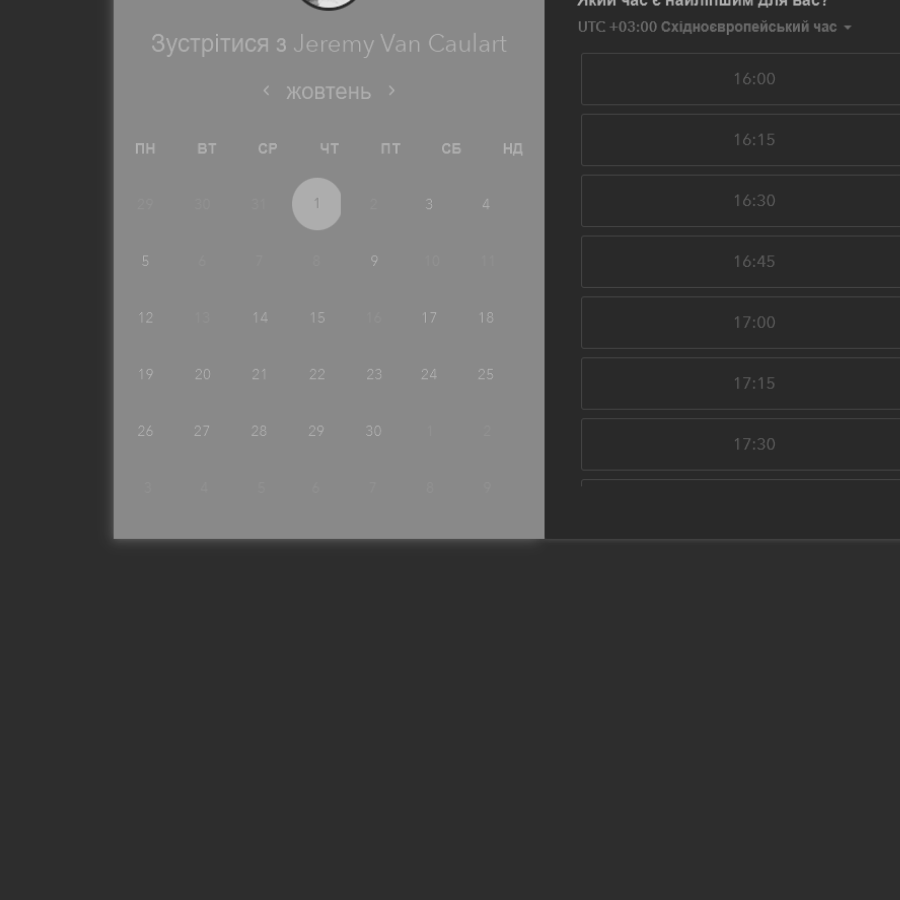 Зустрітися з Jeremy Van Caulart
жовтень
ПН ВТ СР ЧТ ПТ СБ НД
29 30 31 1 2 3 4
5 6 7 8 9 10 11
12 13 14 15 16 17 18
19 20 21 22 23 24 25
26 27 28 29 30 1 2
3 4 5 6 7 8 9
Який час є найліпшим для вас?
UTC +03:00 Східноєвропейський час
16:00
16:15
16:30
16:45
17:00
17:15
17:30